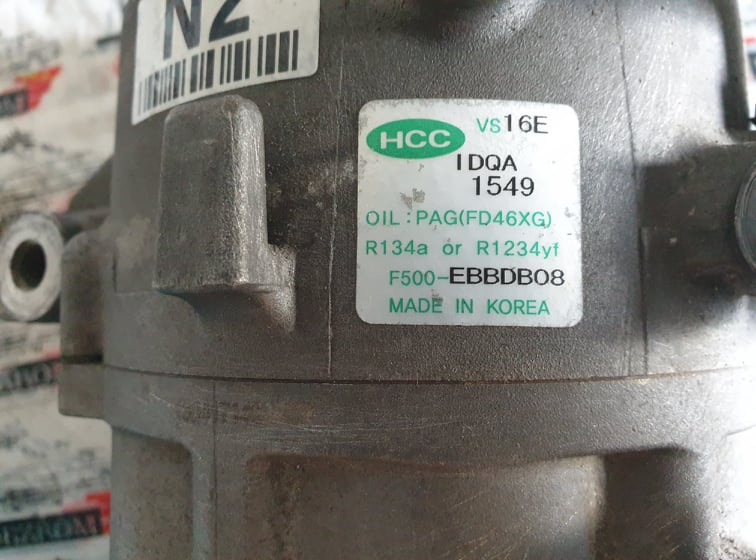 N2
HCC VS16E
IDQA
1549
OIL : PAG(FD46XG)
R134a or R1234yf
F500-EBBDB08
MADE IN KOREA